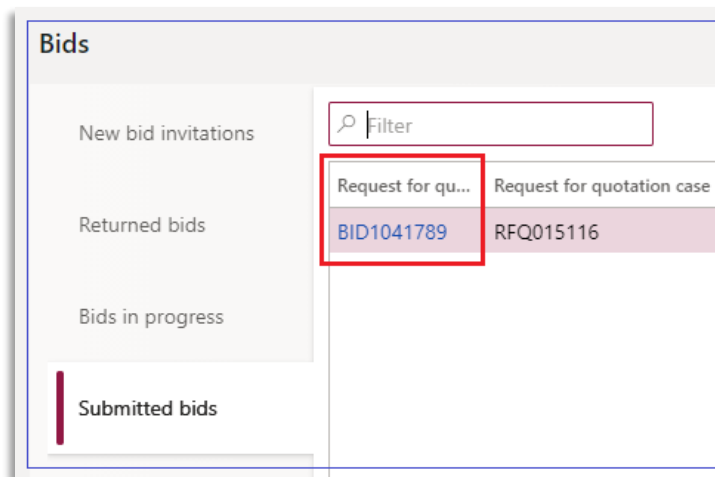 Bids
New bid invitations
Returned bids
Bids in progress
Submitted bids
Filter
Request for qu... Request for quotation case
BID1041789 RFQ015116